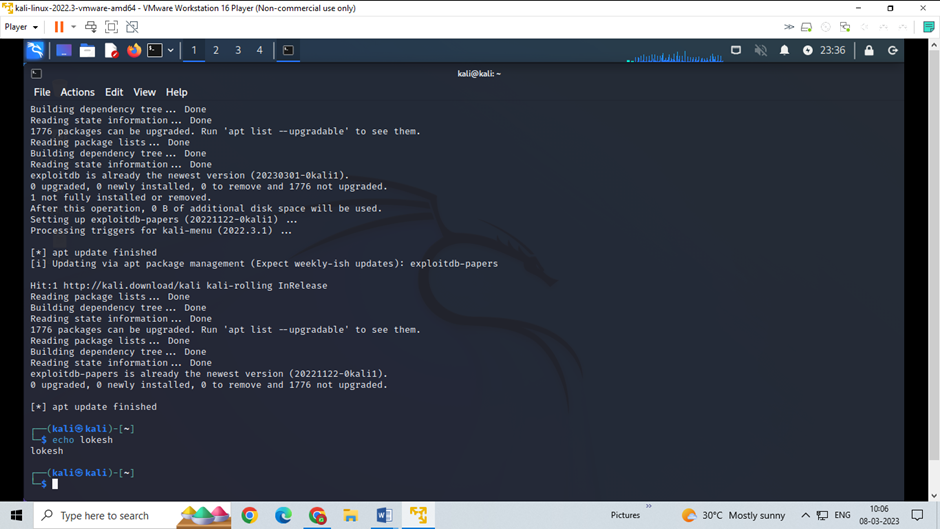 kali-linux-2022.3-vmware-amd64 - VMware Workstation 16 Player (Non-commercial use only)
Player
1 2 3 4
23:36
kali@kali: ~
File Actions Edit View Help
Building dependency tree... Done
Reading state information... Done
1776 packages can be upgraded. Run 'apt list --upgradable' to see them.
Reading package lists... Done
Building dependency tree... Done
Reading state information... Done
exploitdb is already the newest version (20230301-0kali1).
0 upgraded, 0 newly installed, 0 to remove and 1776 not upgraded.
1 not fully installed or removed.
After this operation, 0 B of additional disk space will be used.
Setting up exploitdb-papers (20221122-0kali1) ...
Processing triggers for kali-menu (2022.3.1) ...
[*] apt update finished
[i] Updating via apt package management (Expect weekly-ish updates): exploitdb-papers
Hit:1 http://kali.download/kali kali-rolling InRelease
Reading package lists... Done
Building dependency tree... Done
Reading state information... Done
1776 packages can be upgraded. Run 'apt list --upgradable' to see them.
Reading package lists... Done
Building dependency tree... Done
Reading state information... Done
exploitdb-papers is already the newest version (20221122-0kali1).
0 upgraded, 0 newly installed, 0 to remove and 1776 not upgraded.
[*] apt update finished
┌──(kali㉿kali)-[~]
└─$ echo lokesh
lokesh
┌──(kali㉿kali)-[~]
└─$
Type here to search
Pictures
30°C Mostly sunny
ENG
10:06
08-03-2023